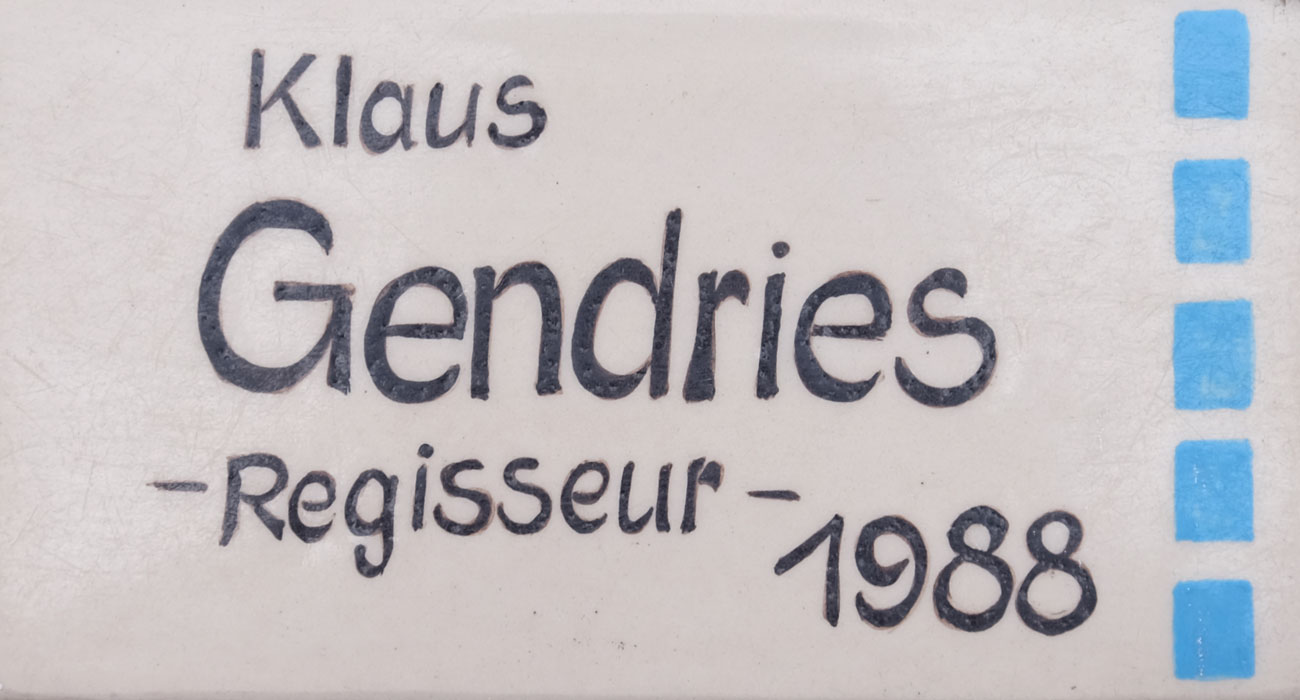 Klaus
Gendries
-Regisseur-
1988